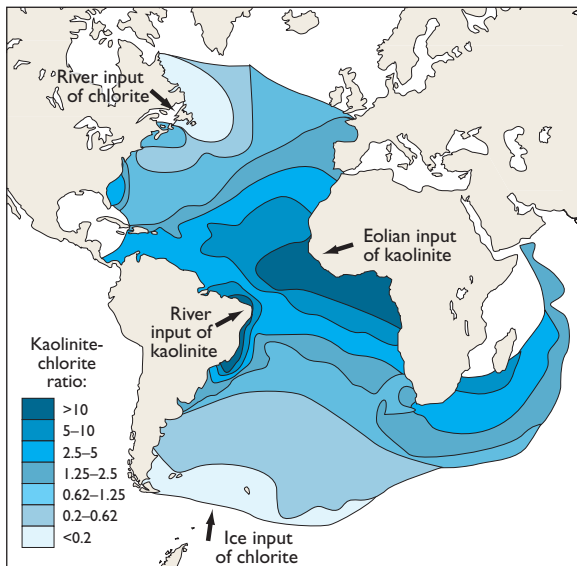 River input
of chlorite
Eolian input
of kaolinite
River
input of
kaolinite
Kaolinite-
chlorite
ratio:
>10
5–10
2.5–5
1.25–2.5
0.62–1.25
0.2–0.62
<0.2
Ice input
of chlorite